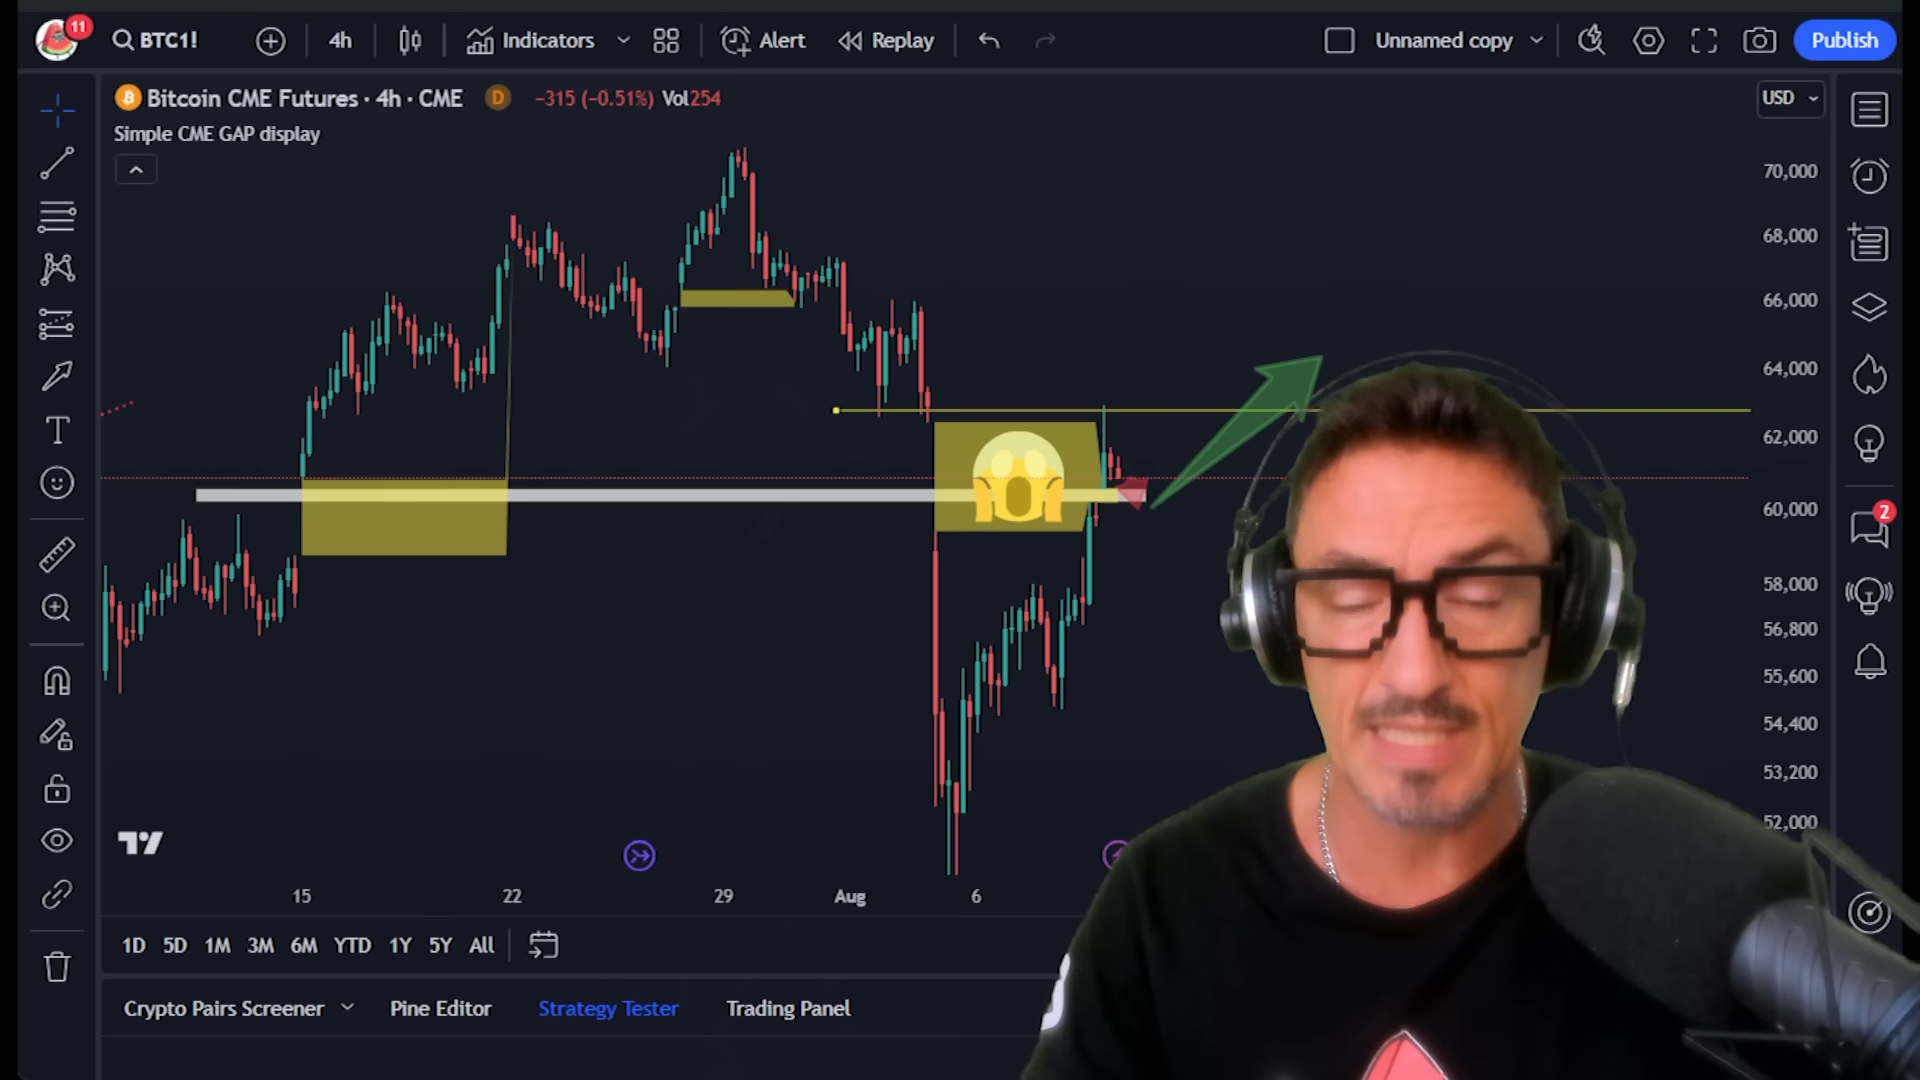 11
BTC1!
4h
Indicators
Alert
Replay
Unnamed copy
Publish
Bitcoin CME Futures · 4h · CME D −315 (−0.51%) Vol254
USD
Simple CME GAP display
70,000
68,000
66,000
64,000
62,000
60,000
58,000
56,800
55,600
54,400
53,200
52,000
2
15 22 29 Aug 6
1D 5D 1M 3M 6M YTD 1Y 5Y All
Crypto Pairs Screener Pine Editor Strategy Tester Trading Panel